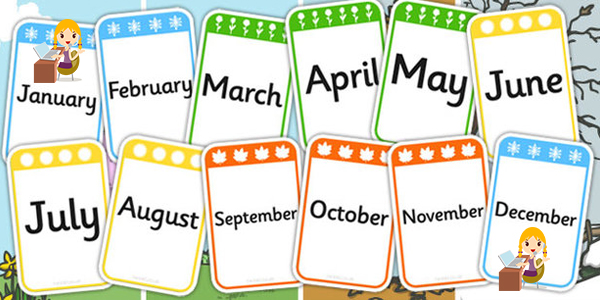 January
February
March
April
May
June
July
August
September
October
November
December